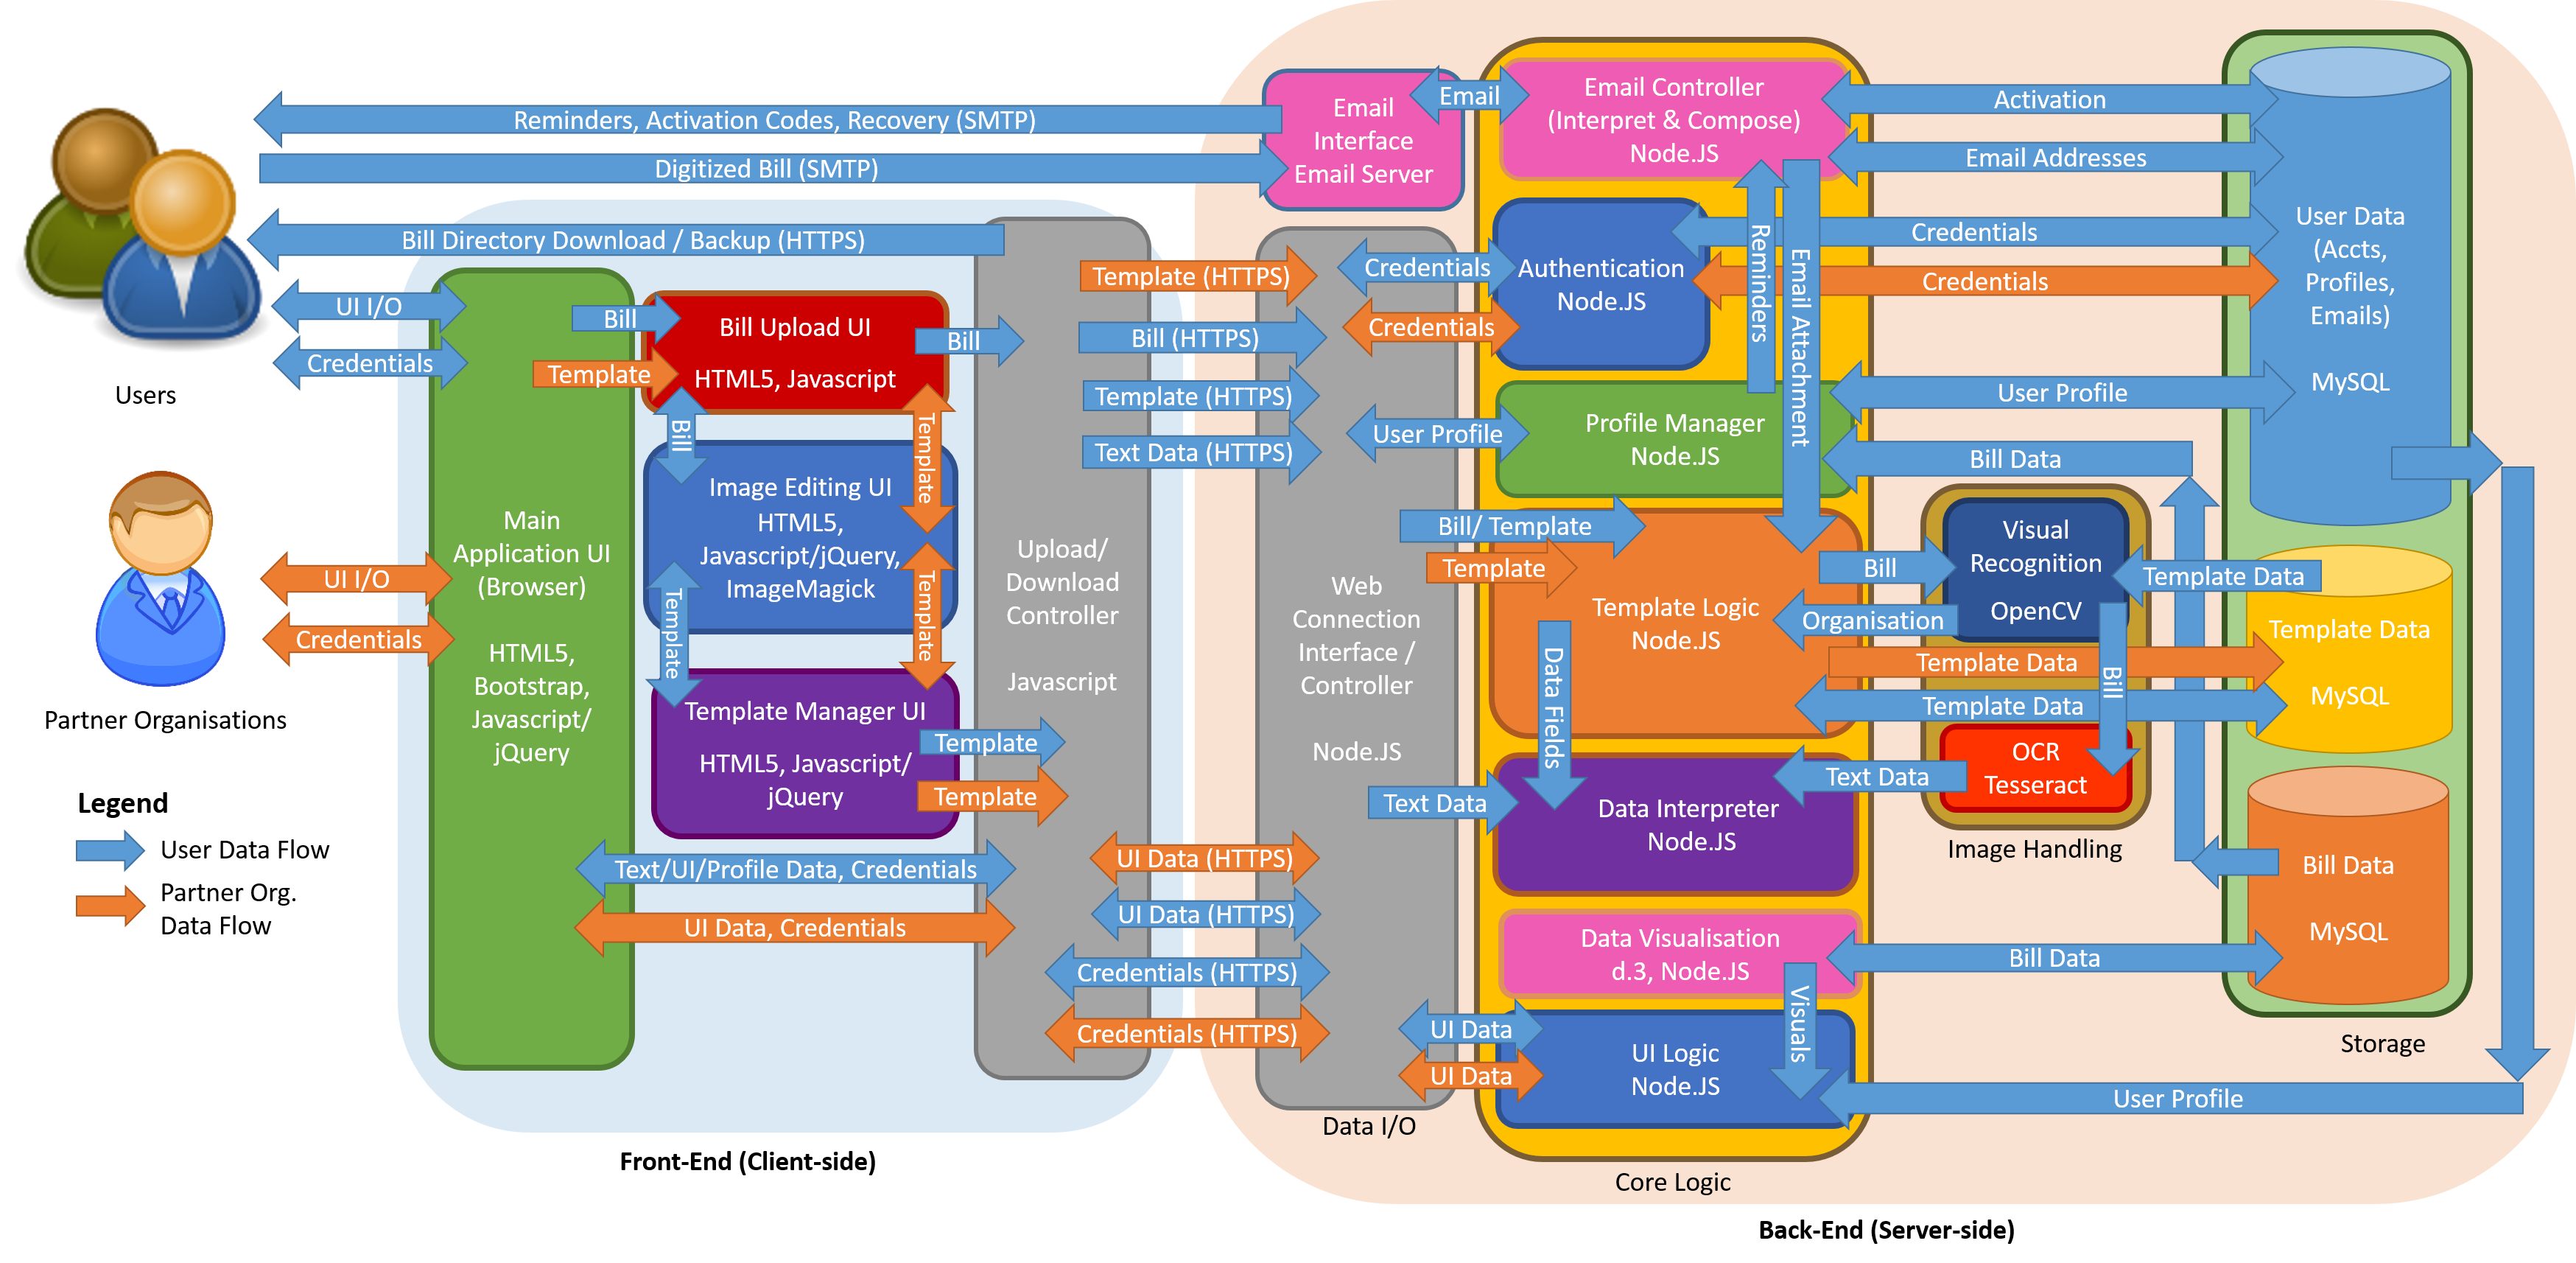 Reminders, Activation Codes, Recovery (SMTP)
Digitized Bill (SMTP)
Bill Directory Download / Backup (HTTPS)
UI I/O
Credentials
Users
UI I/O
Credentials
Partner Organisations
Legend
User Data Flow
Partner Org.
Data Flow
Main
Application UI
(Browser)
HTML5,
Bootstrap,
Javascript/
jQuery
Bill
Template
Bill Upload UI
HTML5, Javascript
Bill
Bill
Template
Image Editing UI
HTML5,
Javascript/jQuery,
ImageMagick
Template
Template
Template Manager UI
HTML5, Javascript/
jQuery
Template
Template
Text/UI/Profile Data, Credentials
UI Data, Credentials
Upload/
Download
Controller
Javascript
Front-End (Client-side)
Template (HTTPS)
Bill (HTTPS)
Template (HTTPS)
Text Data (HTTPS)
UI Data (HTTPS)
UI Data (HTTPS)
Credentials (HTTPS)
Credentials (HTTPS)
Email
Interface
Email Server
Email
Web
Connection
Interface /
Controller
Node.JS
Data I/O
Credentials
Credentials
User Profile
Bill/ Template
Template
Text Data
UI Data
UI Data
Email Controller
(Interpret & Compose)
Node.JS
Authentication
Node.JS
Reminders
Email Attachment
Profile Manager
Node.JS
Template Logic
Node.JS
Data Fields
Data Interpreter
Node.JS
Data Visualisation
d.3, Node.JS
Visuals
UI Logic
Node.JS
Core Logic
Activation
Email Addresses
Credentials
Credentials
User Profile
Bill Data
Bill
Organisation
Template Data
Template Data
Template Data
Text Data
Visual
Recognition
OpenCV
Bill
OCR
Tesseract
Image Handling
Bill Data
User Profile
User Data
(Accts,
Profiles,
Emails)
MySQL
Template Data
MySQL
Bill Data
MySQL
Storage
Back-End (Server-side)